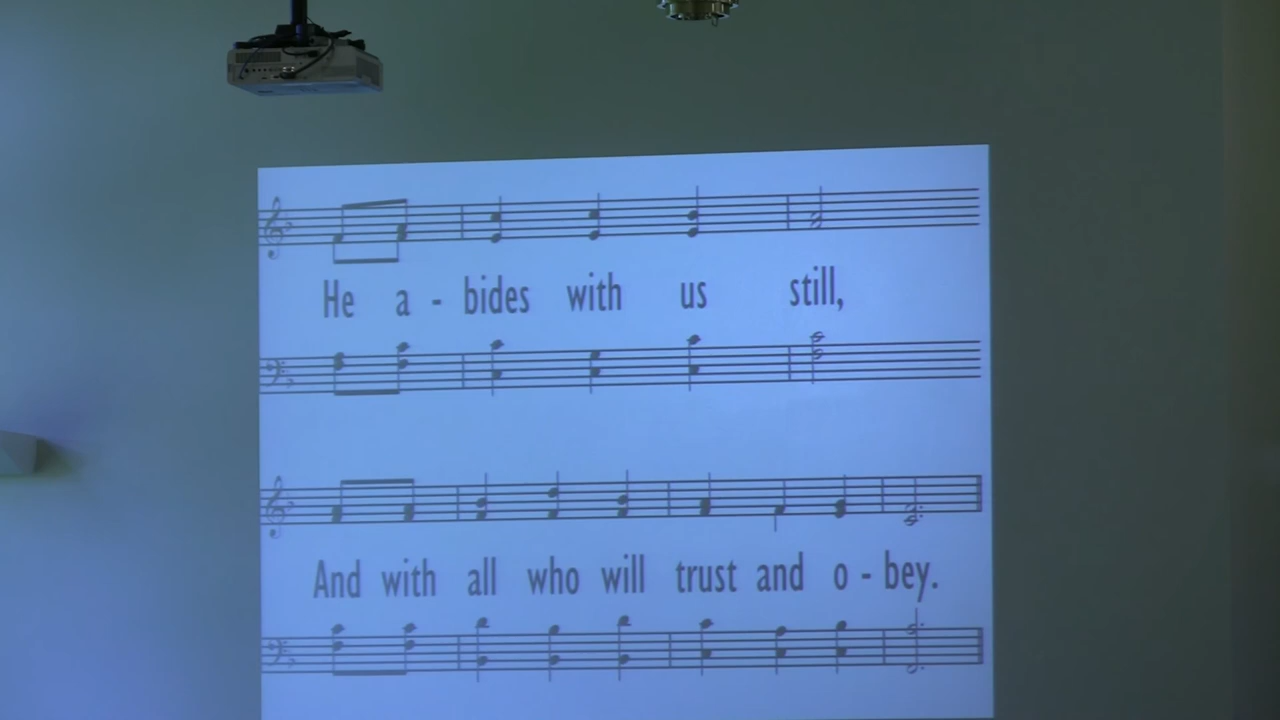 He a - bides with us still,
And with all who will trust and o - bey.